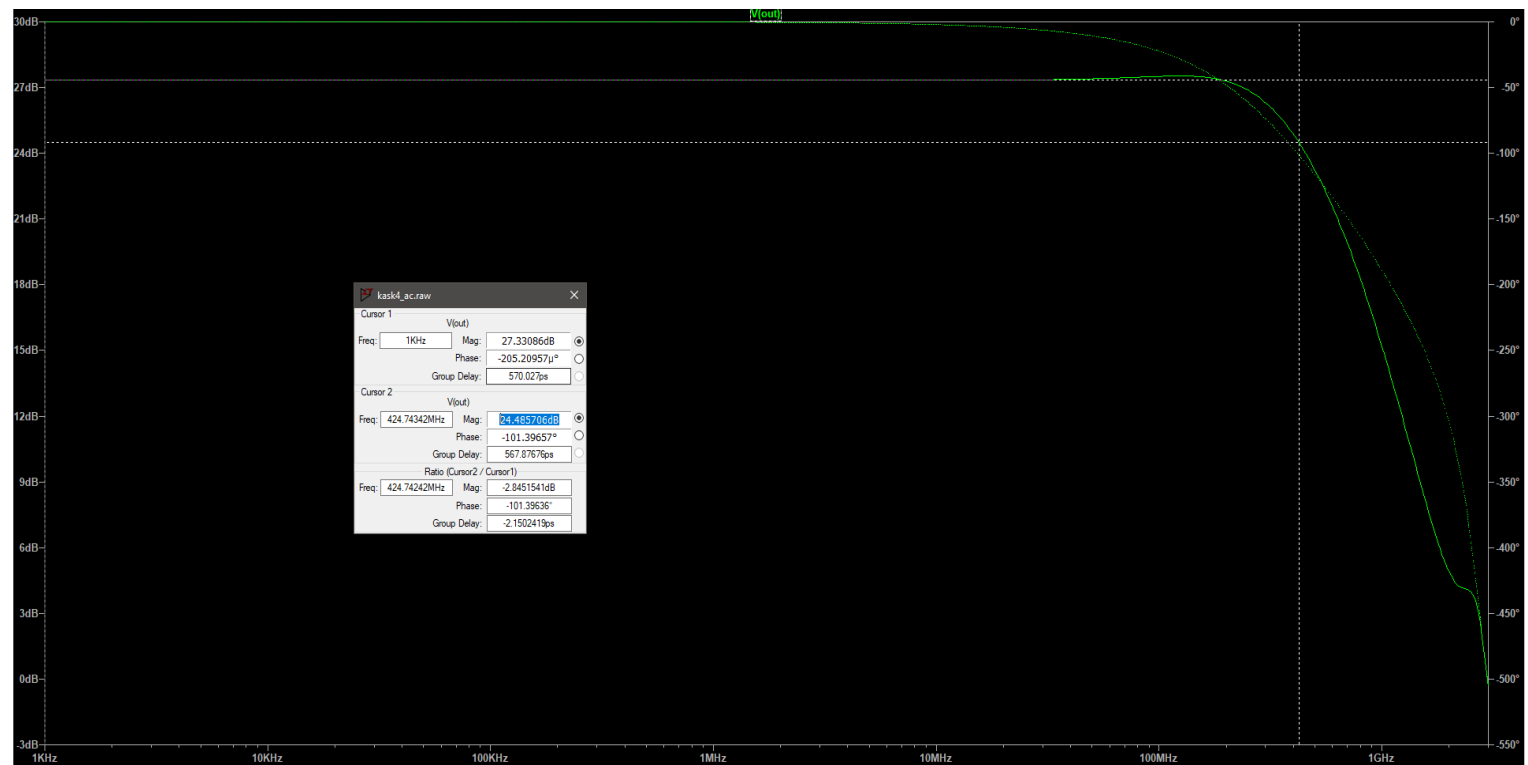 V(out)
30dB
27dB
24dB
21dB
18dB
15dB
12dB
9dB
6dB
3dB
0dB
-3dB
0°
-50°
-100°
-150°
-200°
-250°
-300°
-350°
-400°
-450°
-500°
-550°
1KHz 10KHz 100KHz 1MHz 10MHz 100MHz 1GHz
kask4_ac.raw
Cursor 1
V(out)
Freq: 1KHz Mag: 27.33086dB
Phase: -205.20957µ°
Group Delay: 570.027ps
Cursor 2
V(out)
Freq: 424.74342MHz Mag: 24.485706dB
Phase: -101.39657°
Group Delay: 567.87676ps
Ratio (Cursor2 / Cursor1)
Freq: 424.74242MHz Mag: -2.8451541dB
Phase: -101.39636°
Group Delay: -2.1502419ps